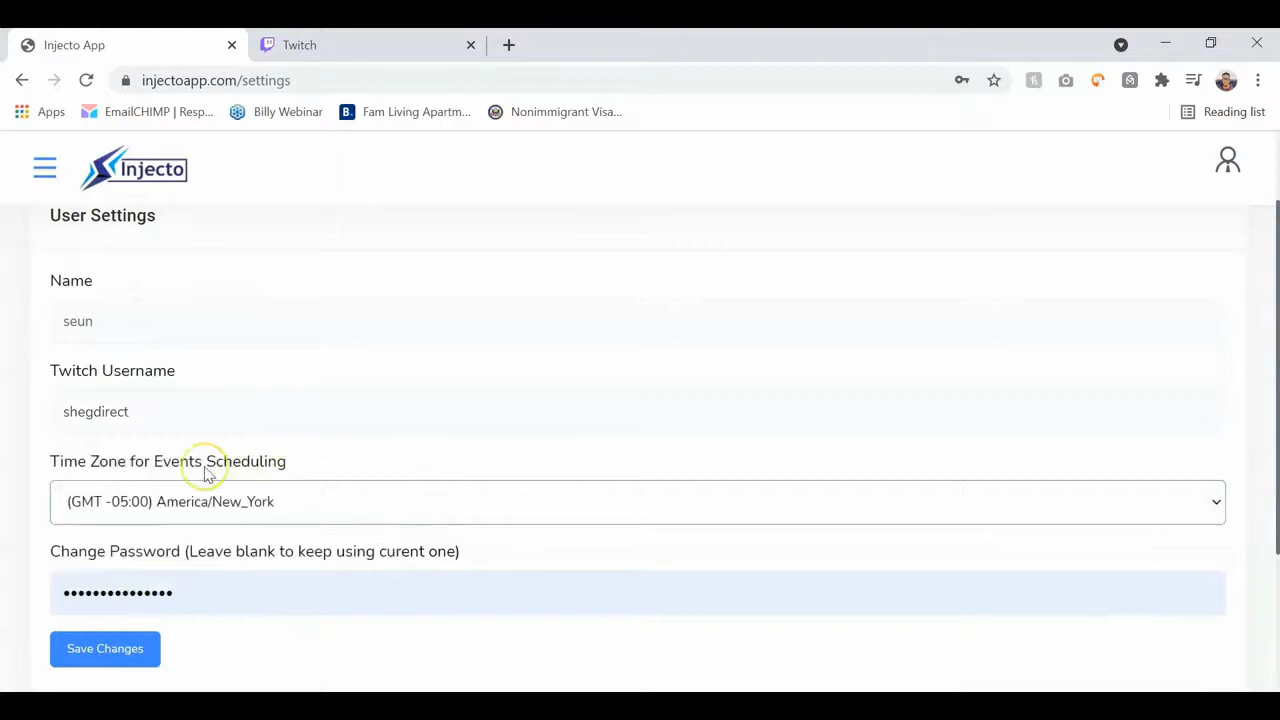 Injecto App
Twitch
injectoapp.com/settings
Apps
EmailCHIMP | Resp...
Billy Webinar
Fam Living Apartm...
Nonimmigrant Visa...
Reading list
Injecto
User Settings
Name
seun
Twitch Username
shegdirect
Time Zone for Events Scheduling
(GMT -05:00) America/New_York
Change Password (Leave blank to keep using curent one)
•••••••••••••••
Save Changes